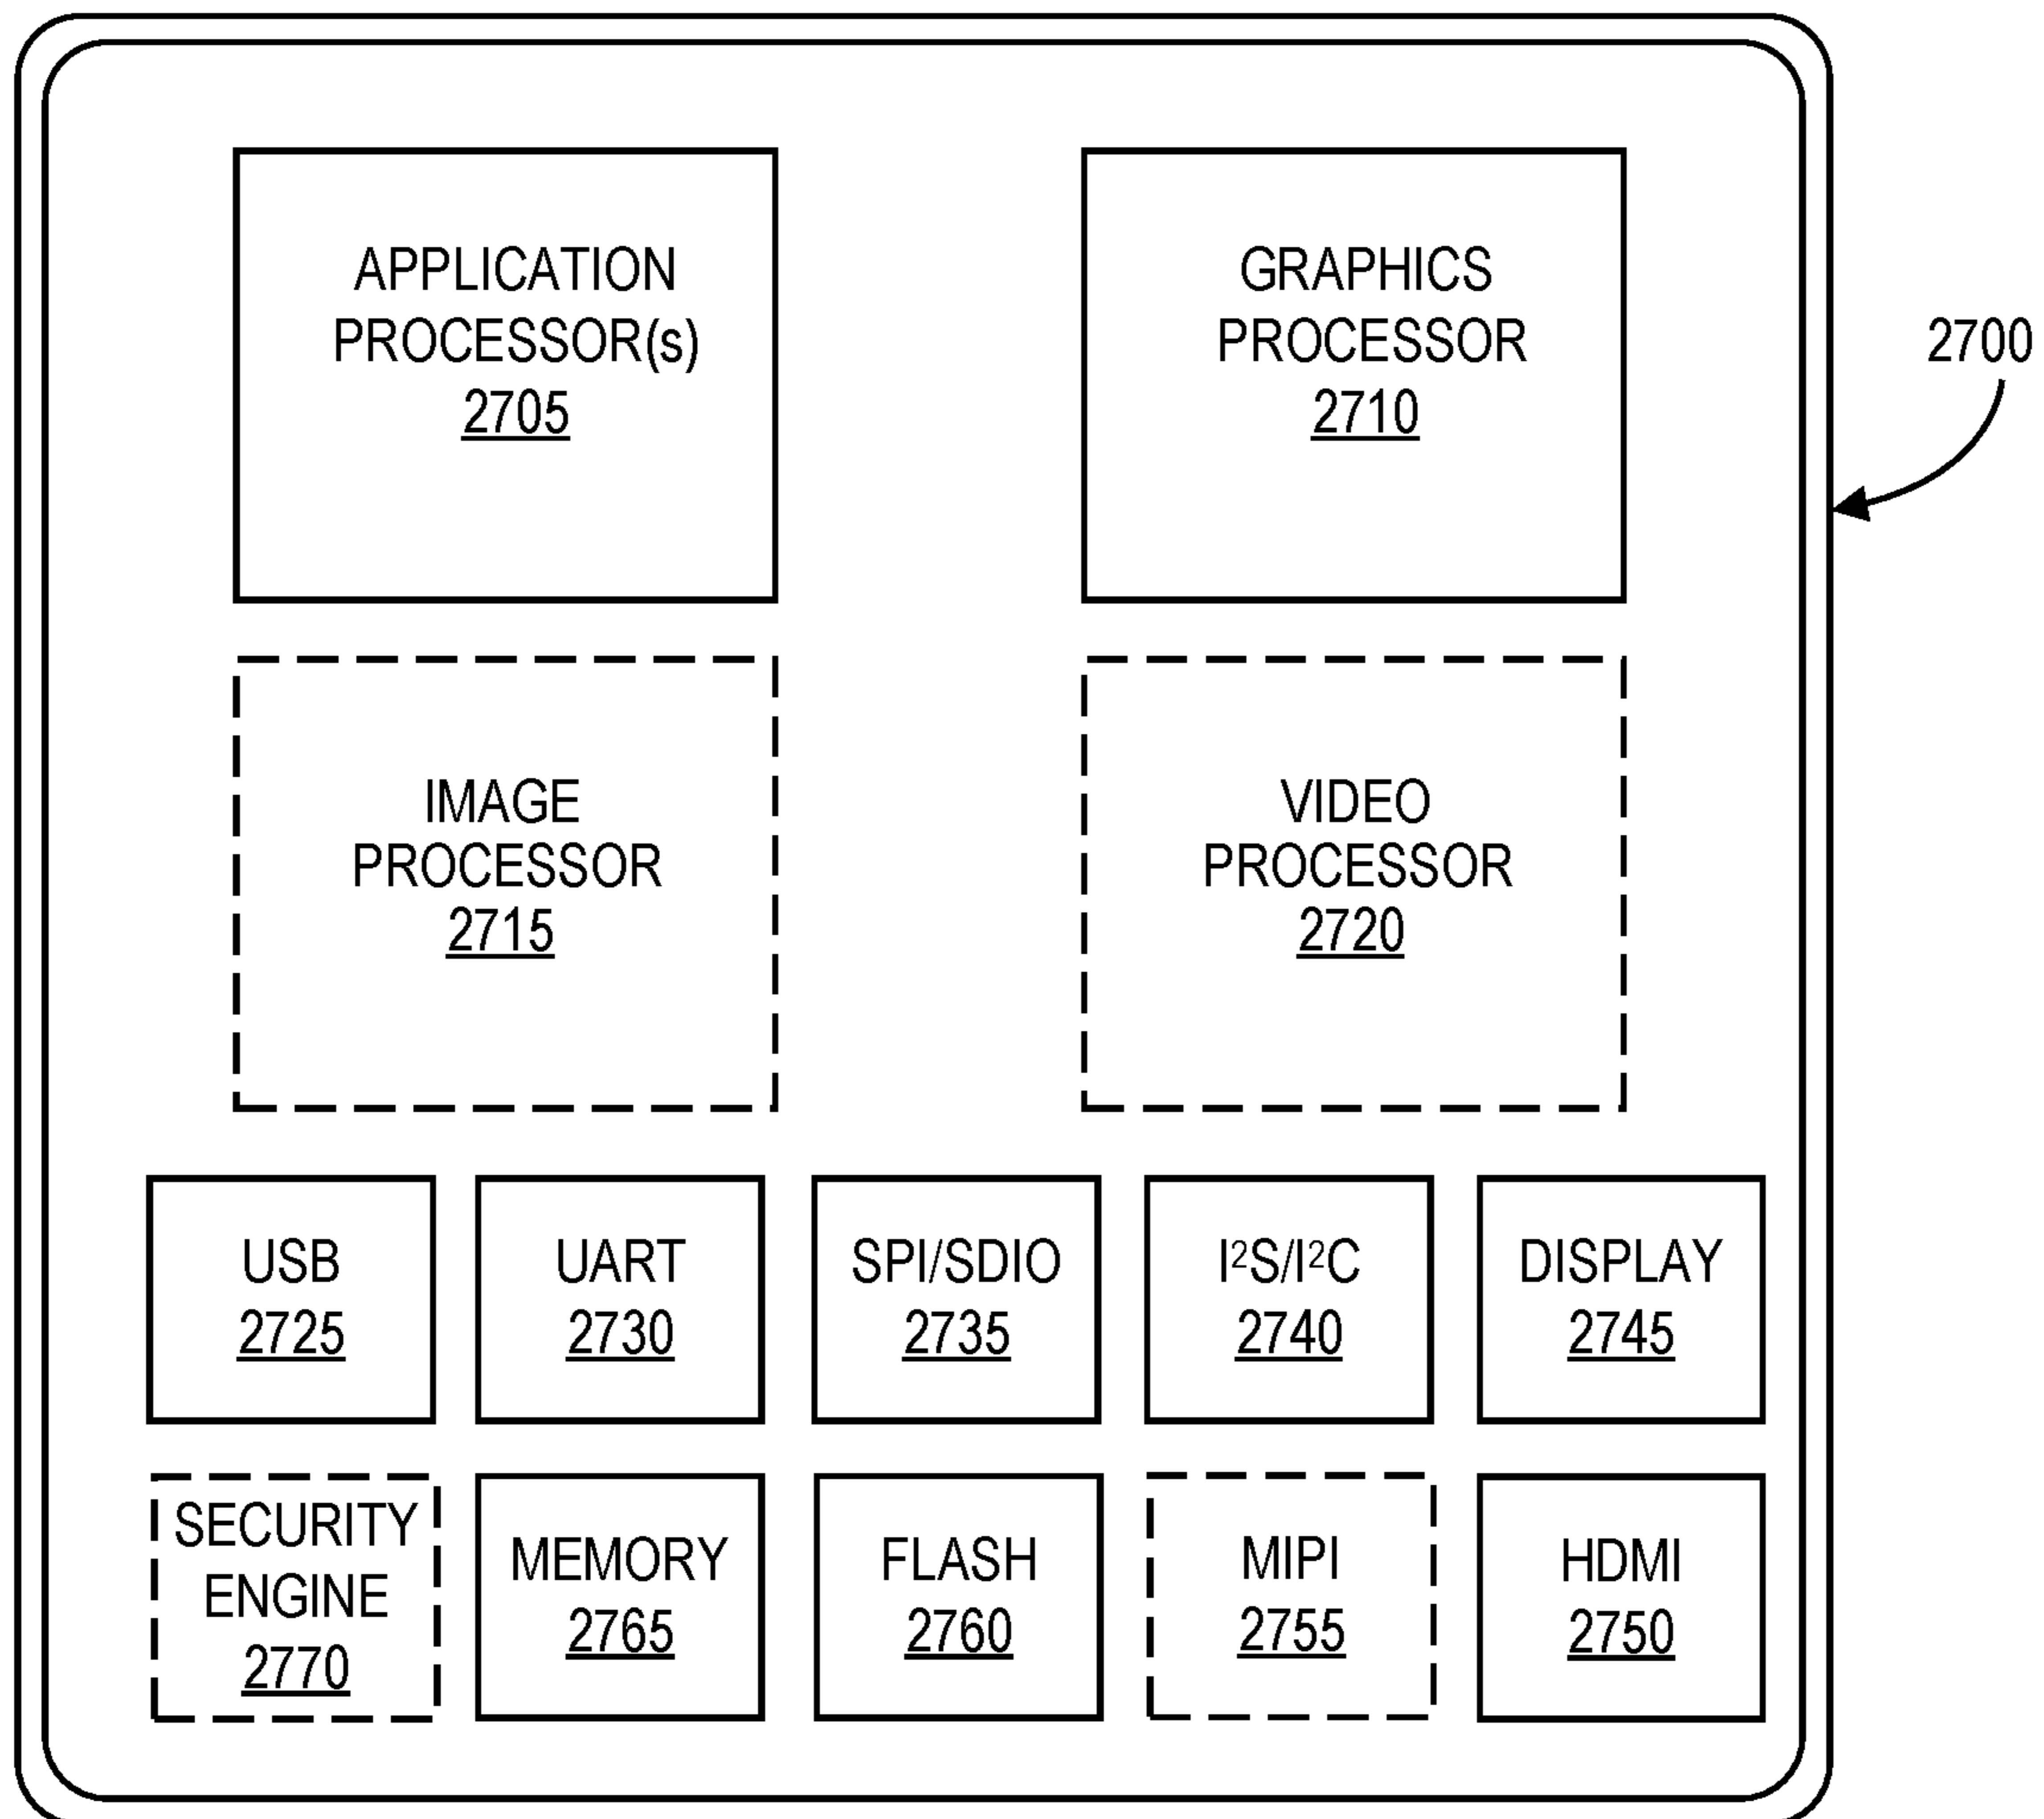 APPLICATION
PROCESSOR(s)
2705
GRAPHICS
PROCESSOR
2710
2700
IMAGE
PROCESSOR
2715
VIDEO
PROCESSOR
2720
USB
2725
UART
2730
SPI/SDIO
2735
I²S/I²C
2740
DISPLAY
2745
SECURITY
ENGINE
2770
MEMORY
2765
FLASH
2760
MIPI
2755
HDMI
2750